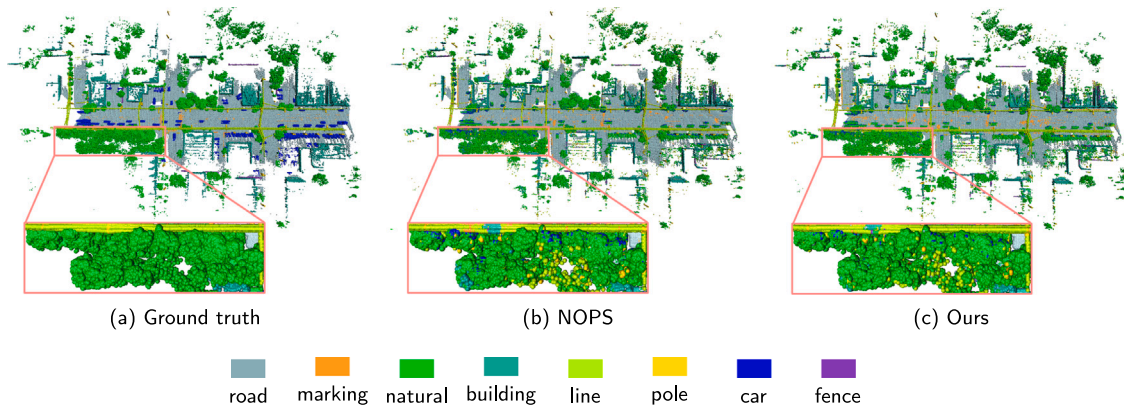 (a) Ground truth
(b) NOPS
(c) Ours
road
marking
natural
building
line
pole
car
fence